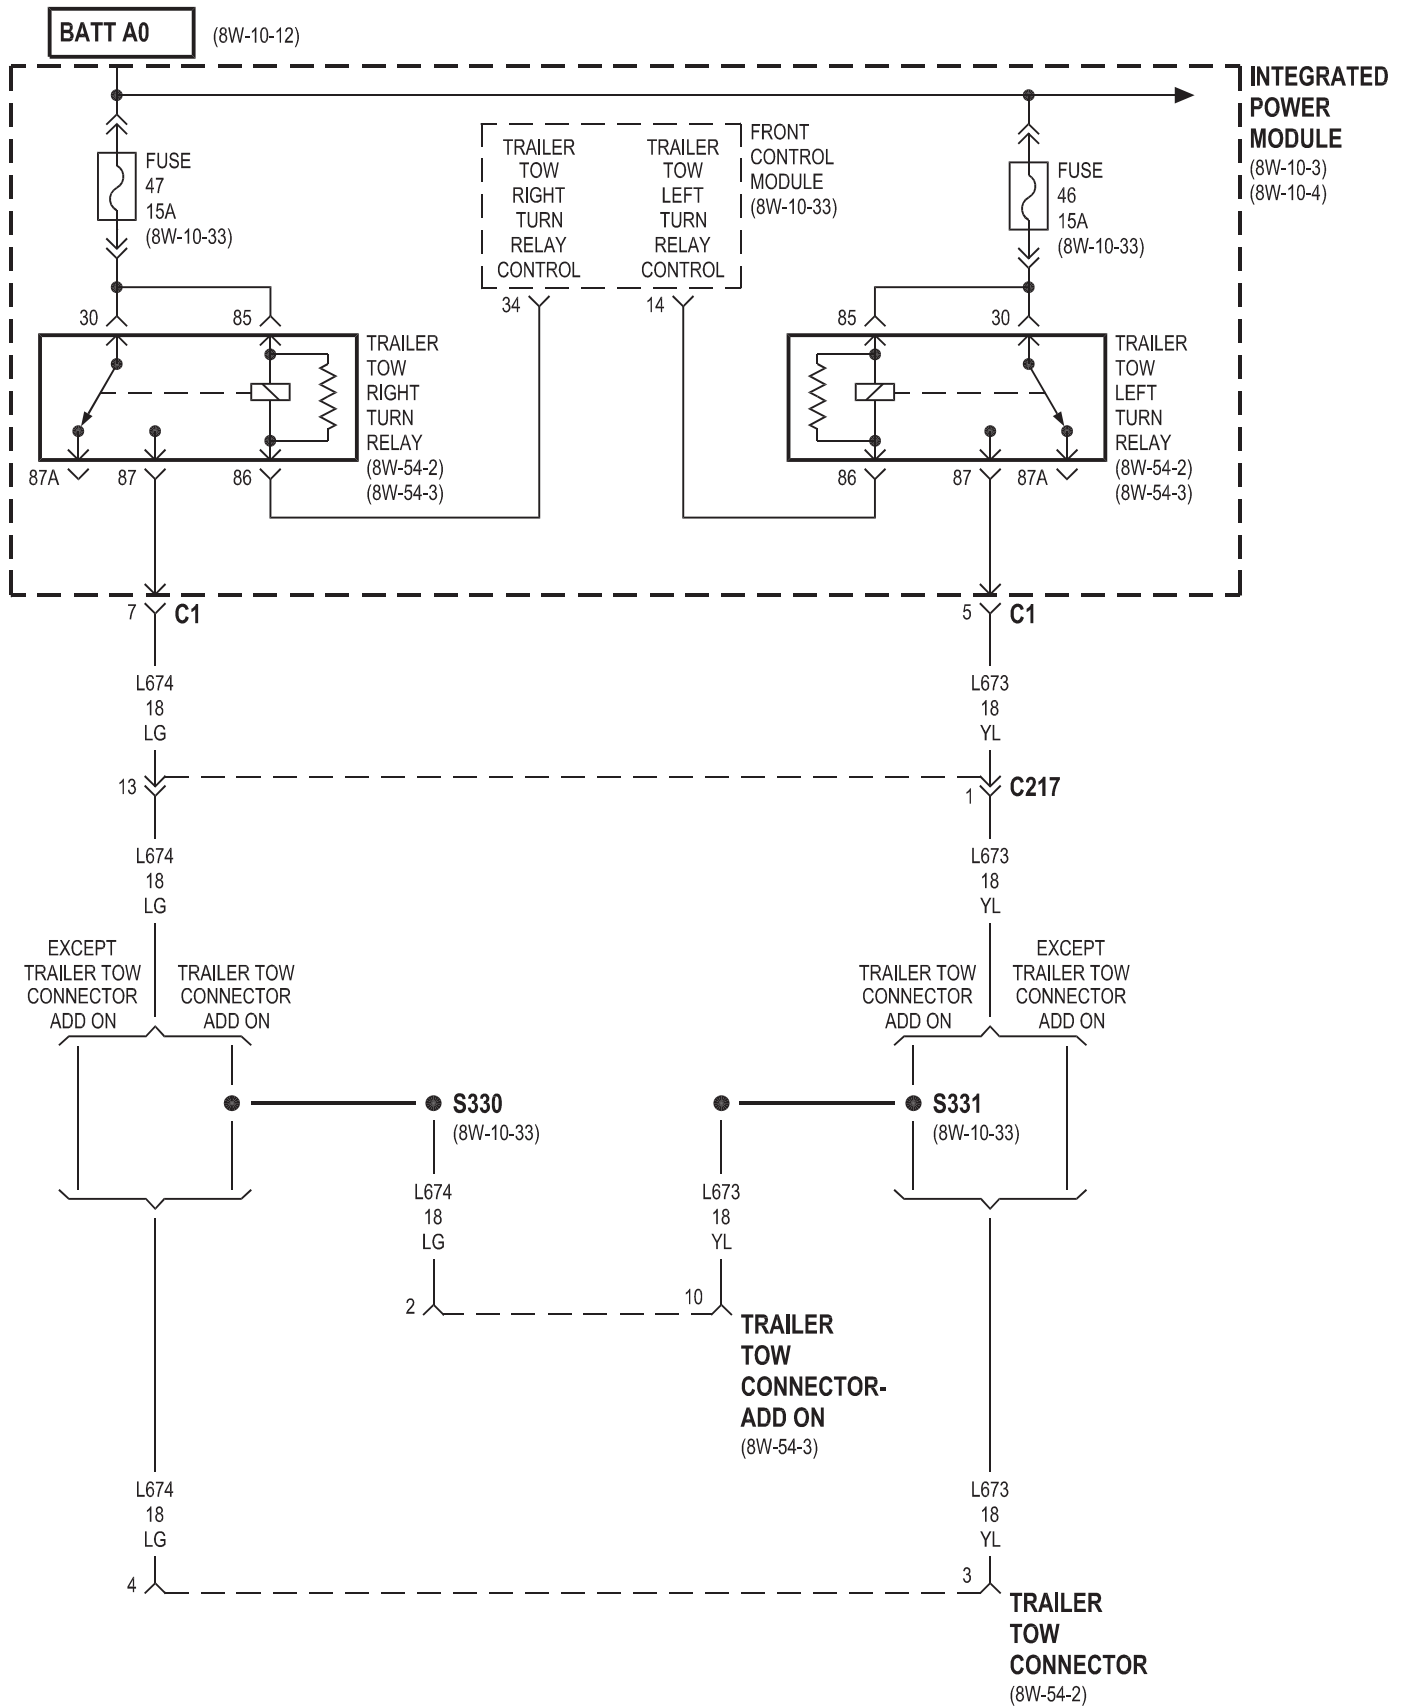 BATT A0
(8W-10-12)
INTEGRATED
POWER
MODULE
(8W-10-3)
(8W-10-4)
FUSE
47
15A
(8W-10-33)
TRAILER
TOW
RIGHT
TURN
RELAY
CONTROL
TRAILER
TOW
LEFT
TURN
RELAY
CONTROL
FRONT
CONTROL
MODULE
(8W-10-33)
FUSE
46
15A
(8W-10-33)
34
14
30
85
85
30
TRAILER
TOW
RIGHT
TURN
RELAY
(8W-54-2)
(8W-54-3)
TRAILER
TOW
LEFT
TURN
RELAY
(8W-54-2)
(8W-54-3)
87A
87
86
86
87
87A
7
C1
5
C1
L674
18
LG
L673
18
YL
13
1
C217
L674
18
LG
L673
18
YL
EXCEPT
TRAILER TOW
CONNECTOR
ADD ON
TRAILER TOW
CONNECTOR
ADD ON
TRAILER TOW
CONNECTOR
ADD ON
EXCEPT
TRAILER TOW
CONNECTOR
ADD ON
S330
(8W-10-33)
S331
(8W-10-33)
L674
18
LG
L673
18
YL
2
10
TRAILER
TOW
CONNECTOR-
ADD ON
(8W-54-3)
L674
18
LG
L673
18
YL
4
3
TRAILER
TOW
CONNECTOR
(8W-54-2)